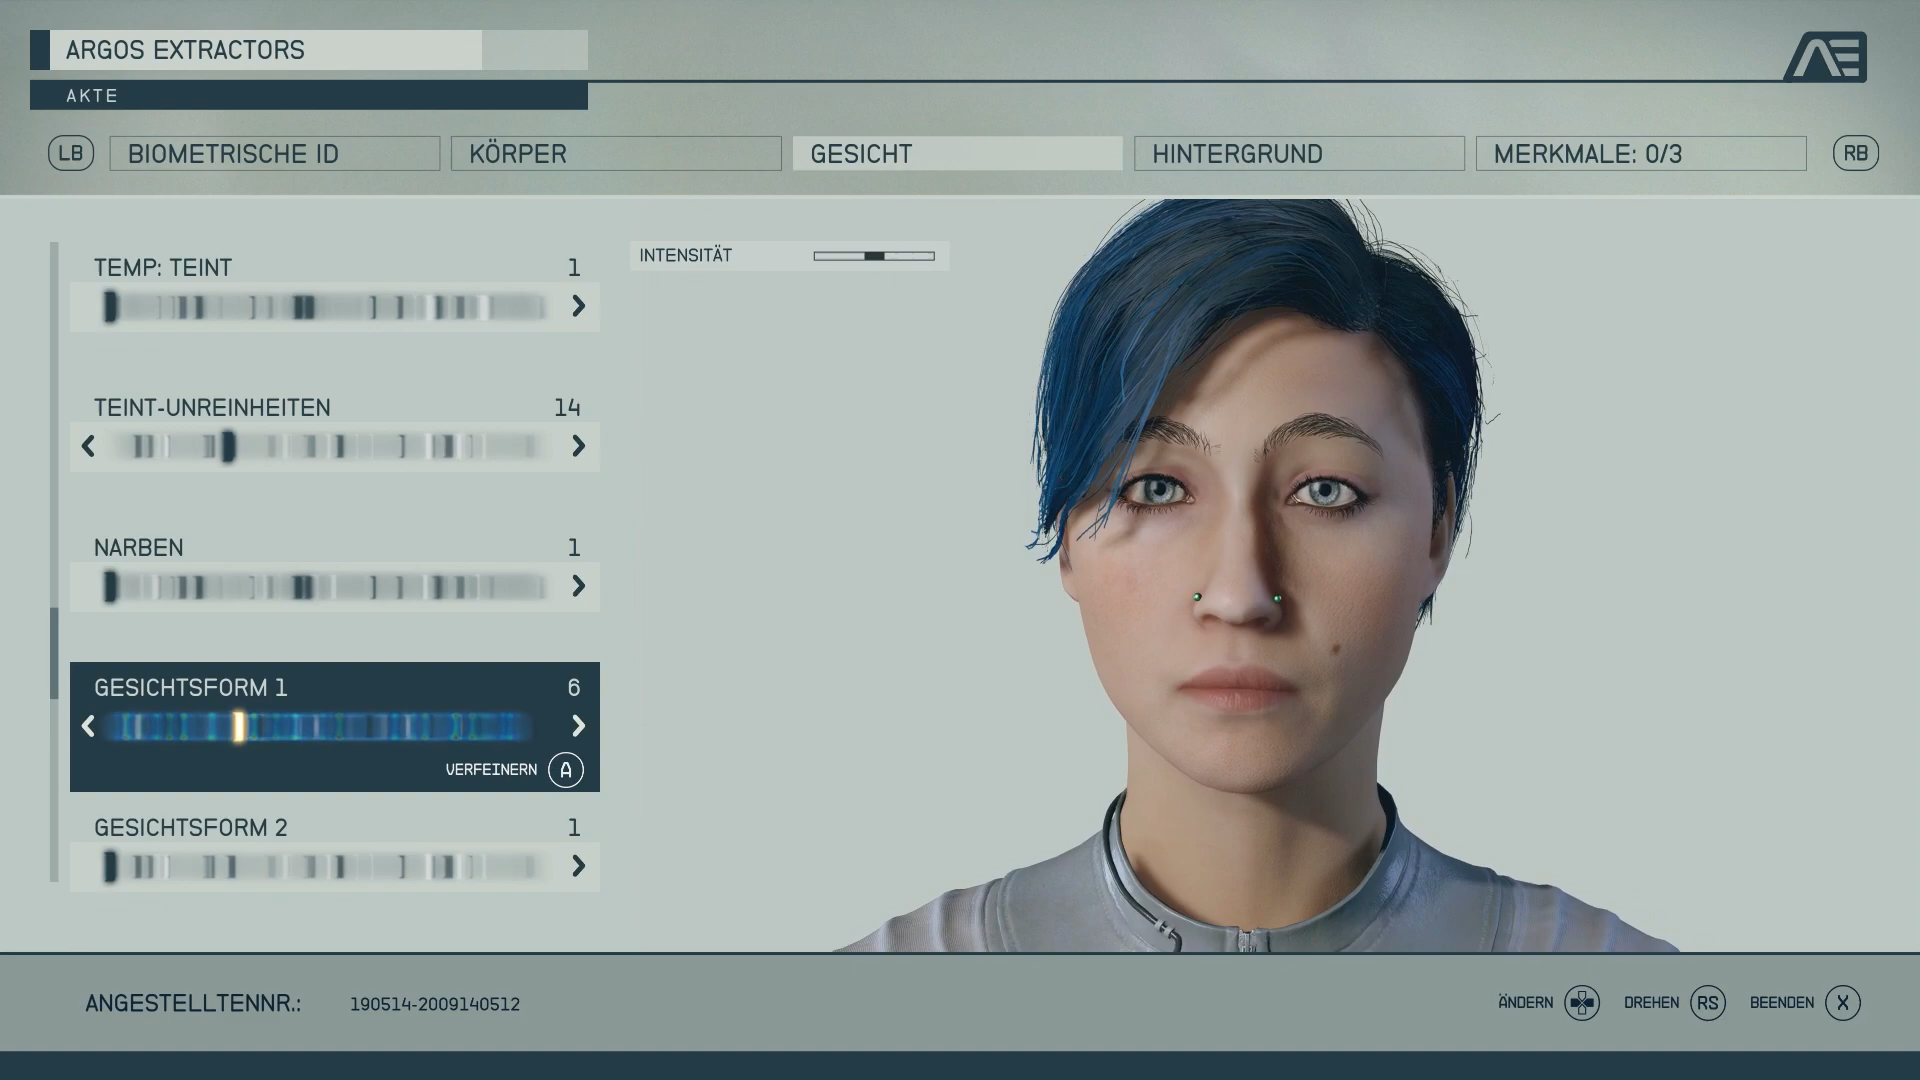 ARGOS EXTRACTORS
AKTE
LB BIOMETRISCHE ID KÖRPER GESICHT HINTERGRUND MERKMALE: 0/3 RB
TEMP: TEINT 1
INTENSITÄT
TEINT-UNREINHEITEN 14
NARBEN 1
GESICHTSFORM 1 6
VERFEINERN A
GESICHTSFORM 2 1
ANGESTELLTENNR.: 190514-2009140512
ÄNDERN DREHEN RS BEENDEN X